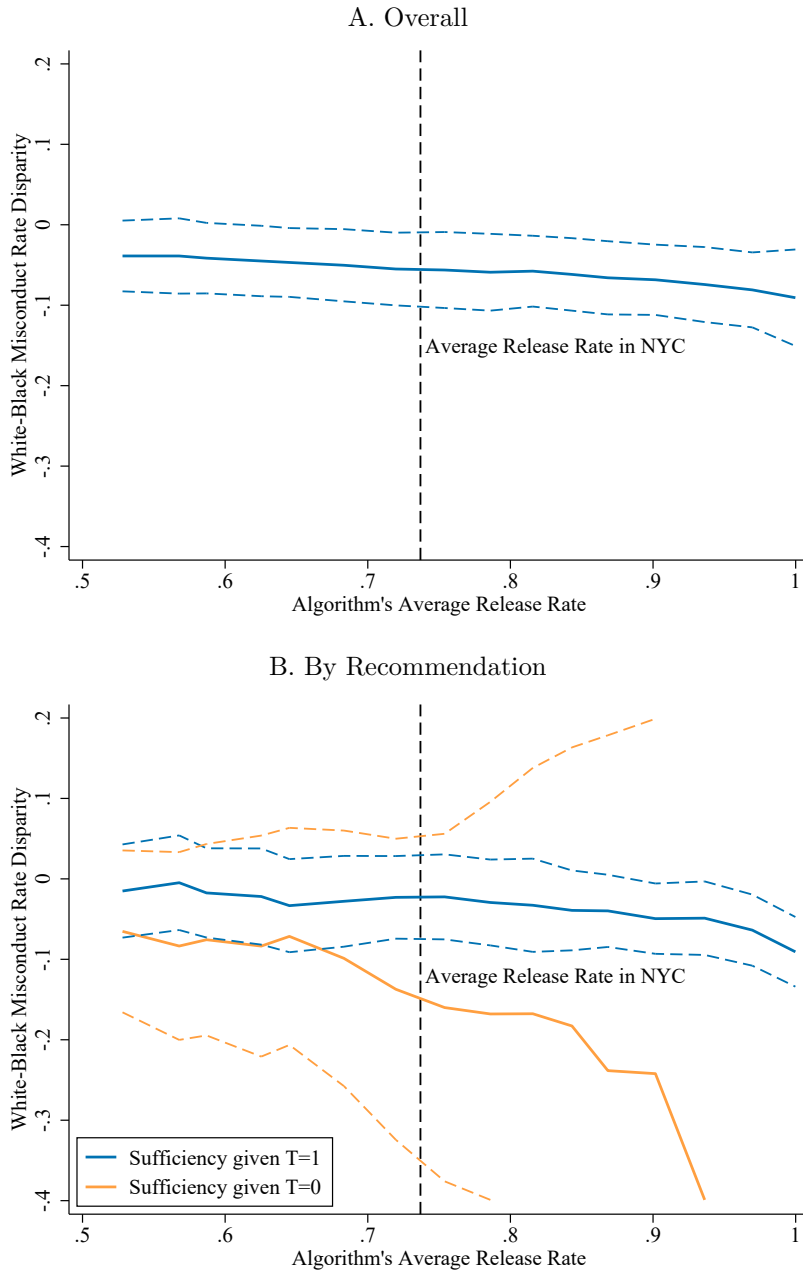 A. Overall
White-Black Misconduct Rate Disparity
.2
.1
0
-.1
-.2
-.3
-.4
Average Release Rate in NYC
.5 .6 .7 .8 .9 1
Algorithm's Average Release Rate
B. By Recommendation
White-Black Misconduct Rate Disparity
.2
.1
0
-.1
-.2
-.3
-.4
Average Release Rate in NYC
Sufficiency given T=1
Sufficiency given T=0
.5 .6 .7 .8 .9 1
Algorithm's Average Release Rate